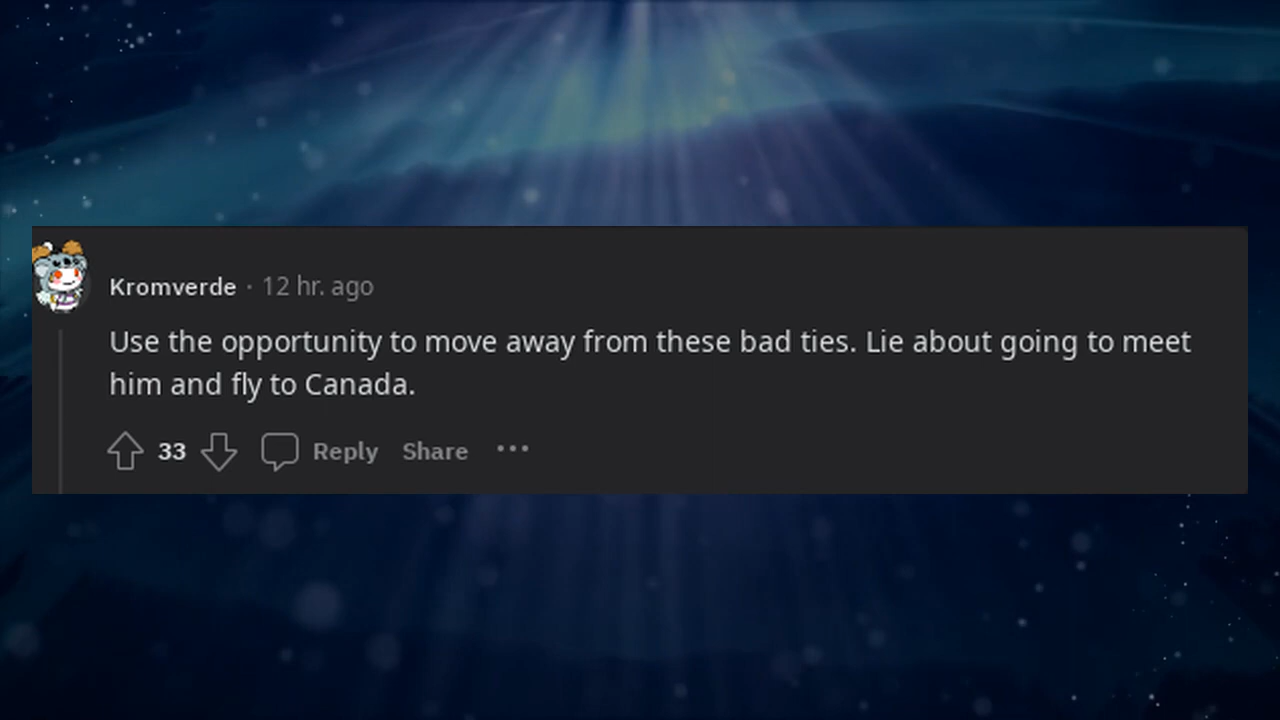 Kromverde · 12 hr. ago
Use the opportunity to move away from these bad ties. Lie about going to meet
him and fly to Canada.
33 Reply Share •••